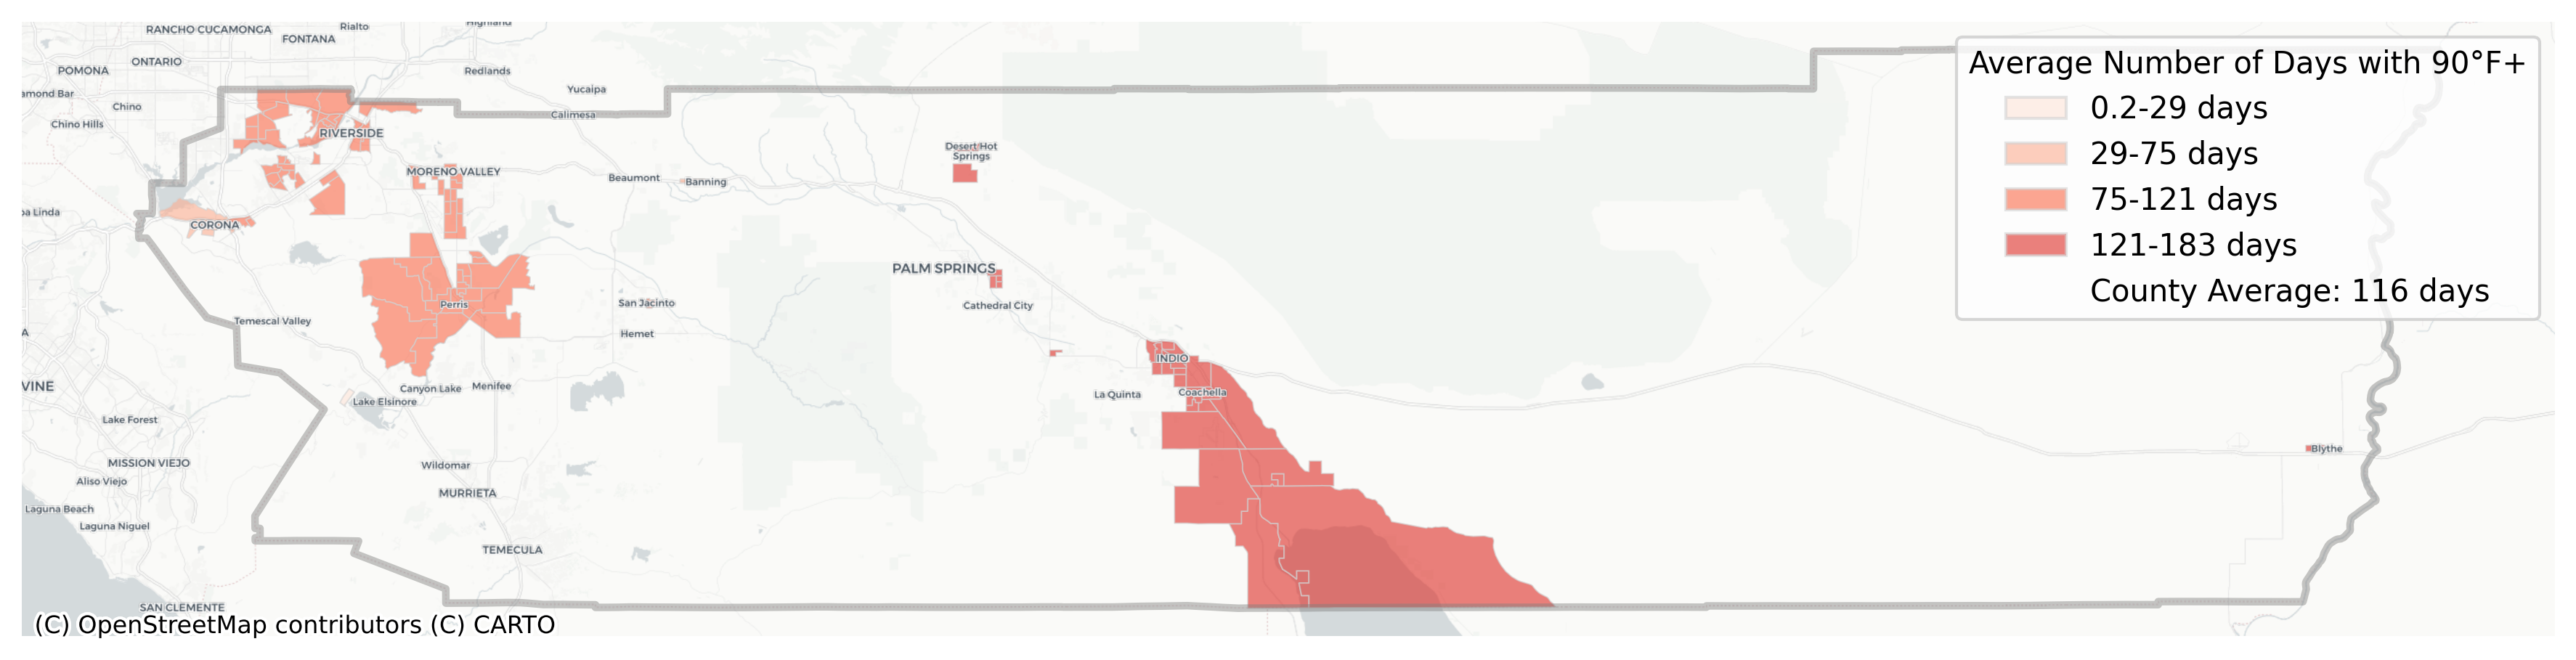 RANCHO CUCAMONGA
Rialto
Highland
FONTANA
ONTARIO
POMONA
Redlands
amond Bar
Chino
Yucaipa
Calimesa
Chino Hills
RIVERSIDE
Desert Hot
Springs
MORENO VALLEY
Beaumont
Banning
ba Linda
CORONA
PALM SPRINGS
San Jacinto
Perris
Cathedral City
Temescal Valley
Hemet
INDIO
VINE
Canyon Lake
Menifee
La Quinta
Coachella
Lake Elsinore
Lake Forest
Blythe
MISSION VIEJO
Wildomar
Aliso Viejo
MURRIETA
Laguna Beach
Laguna Niguel
TEMECULA
SAN CLEMENTE
(C) OpenStreetMap contributors (C) CARTO
Average Number of Days with 90°F+
0.2-29 days
29-75 days
75-121 days
121-183 days
County Average: 116 days